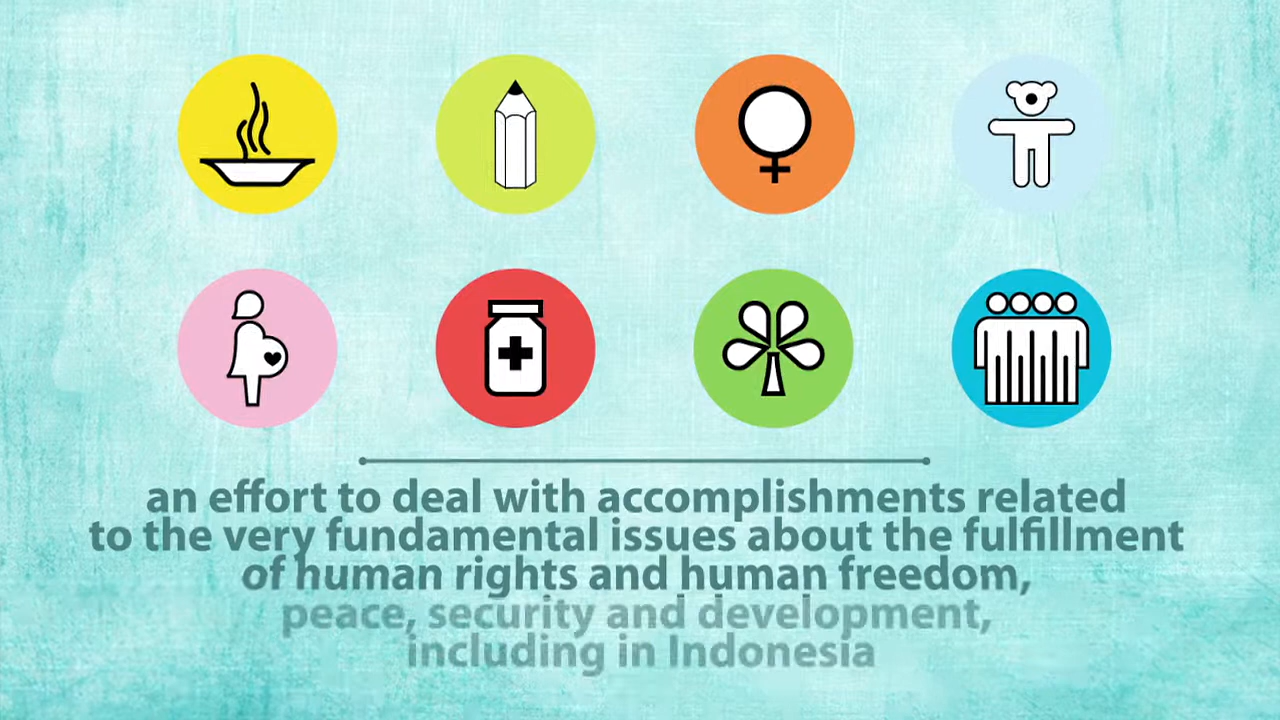 an effort to deal with accomplishments related
to the very fundamental issues about the fulfillment
of human rights and human freedom,
peace, security and development,
including in Indonesia